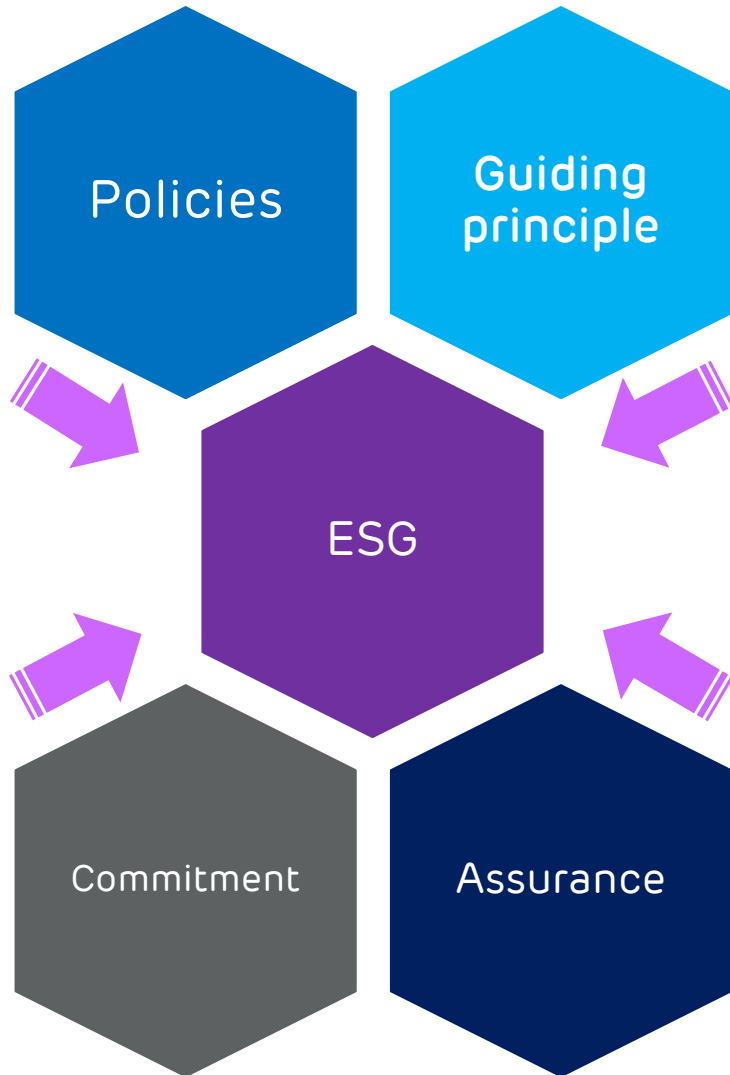 Policies
Guiding
principle
ESG
Commitment
Assurance